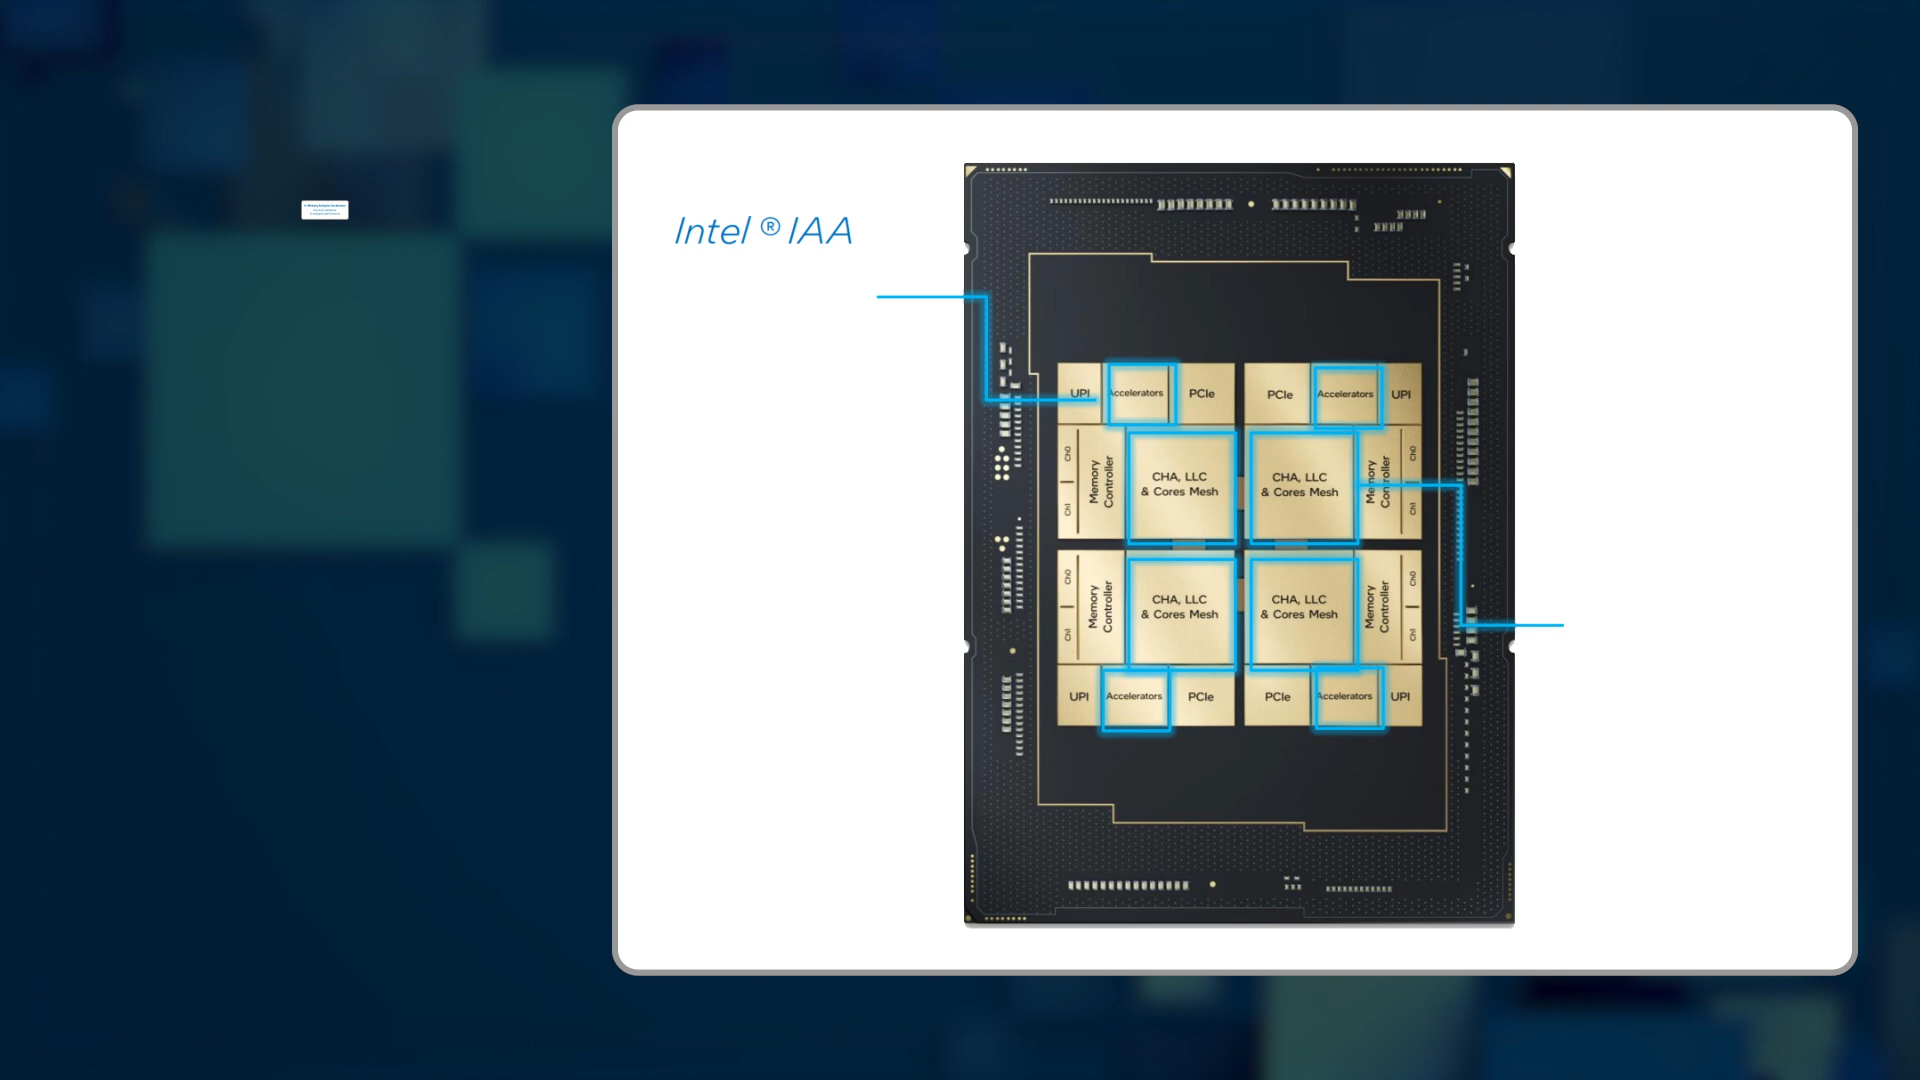 Intel® IAA
UPI
Accelerators
PCIe
PCIe
Accelerators
UPI
Ch0
Ch1
Memory
Controller
CHA, LLC
& Cores Mesh
CHA, LLC
& Cores Mesh
Memory
Controller
Ch0
Ch1
Ch0
Ch1
Memory
Controller
CHA, LLC
& Cores Mesh
CHA, LLC
& Cores Mesh
Memory
Controller
Ch0
Ch1
UPI
Accelerators
PCIe
PCIe
Accelerators
UPI